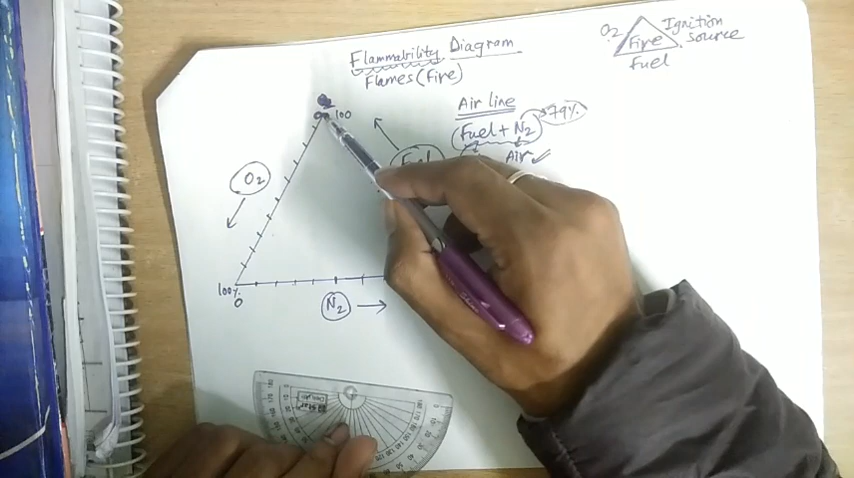 Flammability Diagram
Flames (Fire)
O2
Ignition source
Fire
Fuel
Air line
(Fuel + N2)
79%
Air ✓
100
O2
100%
0
N2